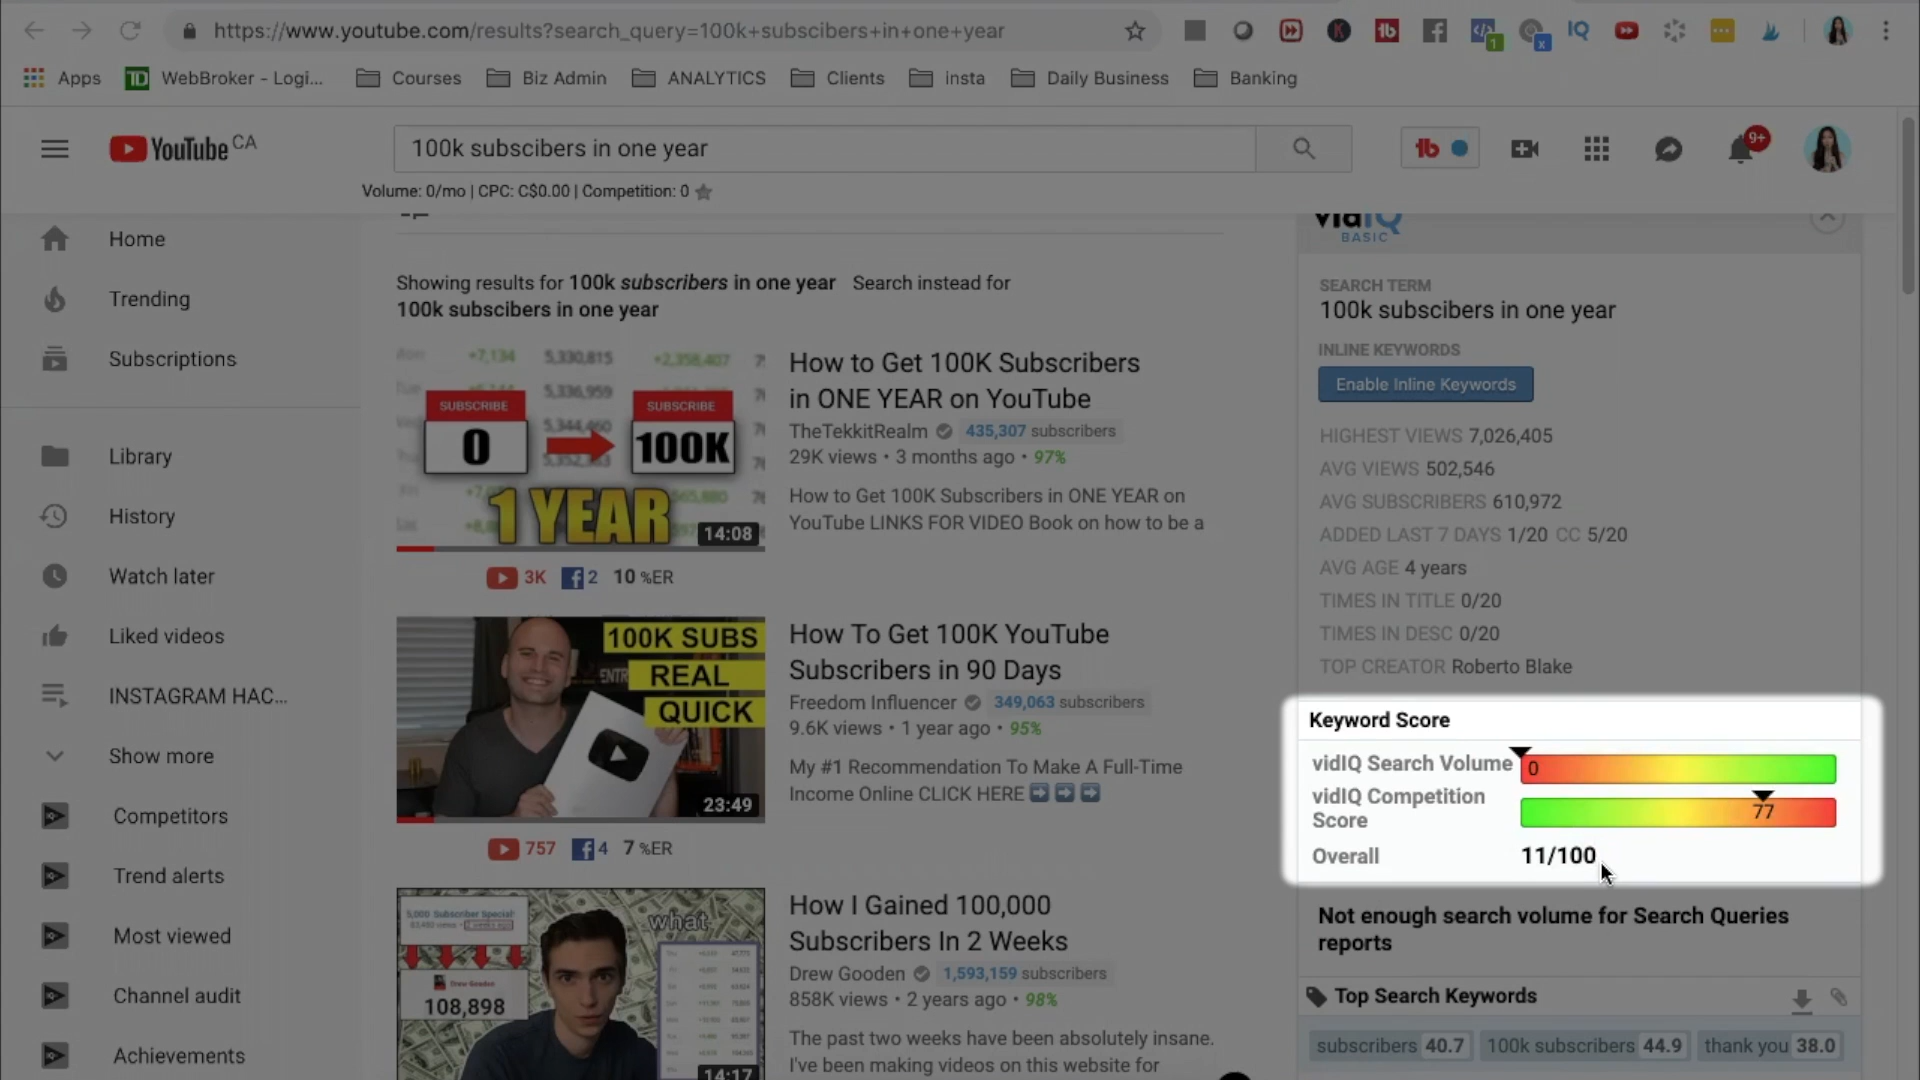 https://www.youtube.com/results?search_query=100k+subscibers+in+one+year
Apps
WebBroker - Logi...
Courses
Biz Admin
ANALYTICS
Clients
insta
Daily Business
Banking
YouTube CA
100k subscibers in one year
9+
Volume: 0/mo | CPC: C$0.00 | Competition: 0
Home
Trending
Subscriptions
Library
History
Watch later
Liked videos
INSTAGRAM HAC...
Show more
Competitors
Trend alerts
Most viewed
Channel audit
Achievements
Showing results for 100k subscribers in one year Search instead for
100k subscibers in one year
SUBSCRIBE
0
SUBSCRIBE
100K
1 YEAR
14:08
How to Get 100K Subscribers
in ONE YEAR on YouTube
TheTekkitRealm 435,307 subscribers
29K views • 3 months ago • 97%
How to Get 100K Subscribers in ONE YEAR on
YouTube LINKS FOR VIDEO Book on how to be a
3K 2 10 %ER
100K SUBS
REAL
QUICK
23:49
How To Get 100K YouTube
Subscribers in 90 Days
Freedom Influencer 349,063 subscribers
9.6K views • 1 year ago • 95%
My #1 Recommendation To Make A Full-Time
Income Online CLICK HERE
757 4 7 %ER
what
108,898
14:17
How I Gained 100,000
Subscribers In 2 Weeks
Drew Gooden 1,593,159 subscribers
858K views • 2 years ago • 98%
The past two weeks have been absolutely insane.
I've been making videos on this website for
vidIQ
BASIC
SEARCH TERM
100k subscibers in one year
INLINE KEYWORDS
Enable Inline Keywords
HIGHEST VIEWS 7,026,405
AVG VIEWS 502,546
AVG SUBSCRIBERS 610,972
ADDED LAST 7 DAYS 1/20 CC 5/20
AVG AGE 4 years
TIMES IN TITLE 0/20
TIMES IN DESC 0/20
TOP CREATOR Roberto Blake
Keyword Score
vidIQ Search Volume 0
vidIQ Competition
Score 77
Overall 11/100
Not enough search volume for Search Queries
reports
Top Search Keywords
subscribers 40.7
100k subscribers 44.9
thank you 38.0